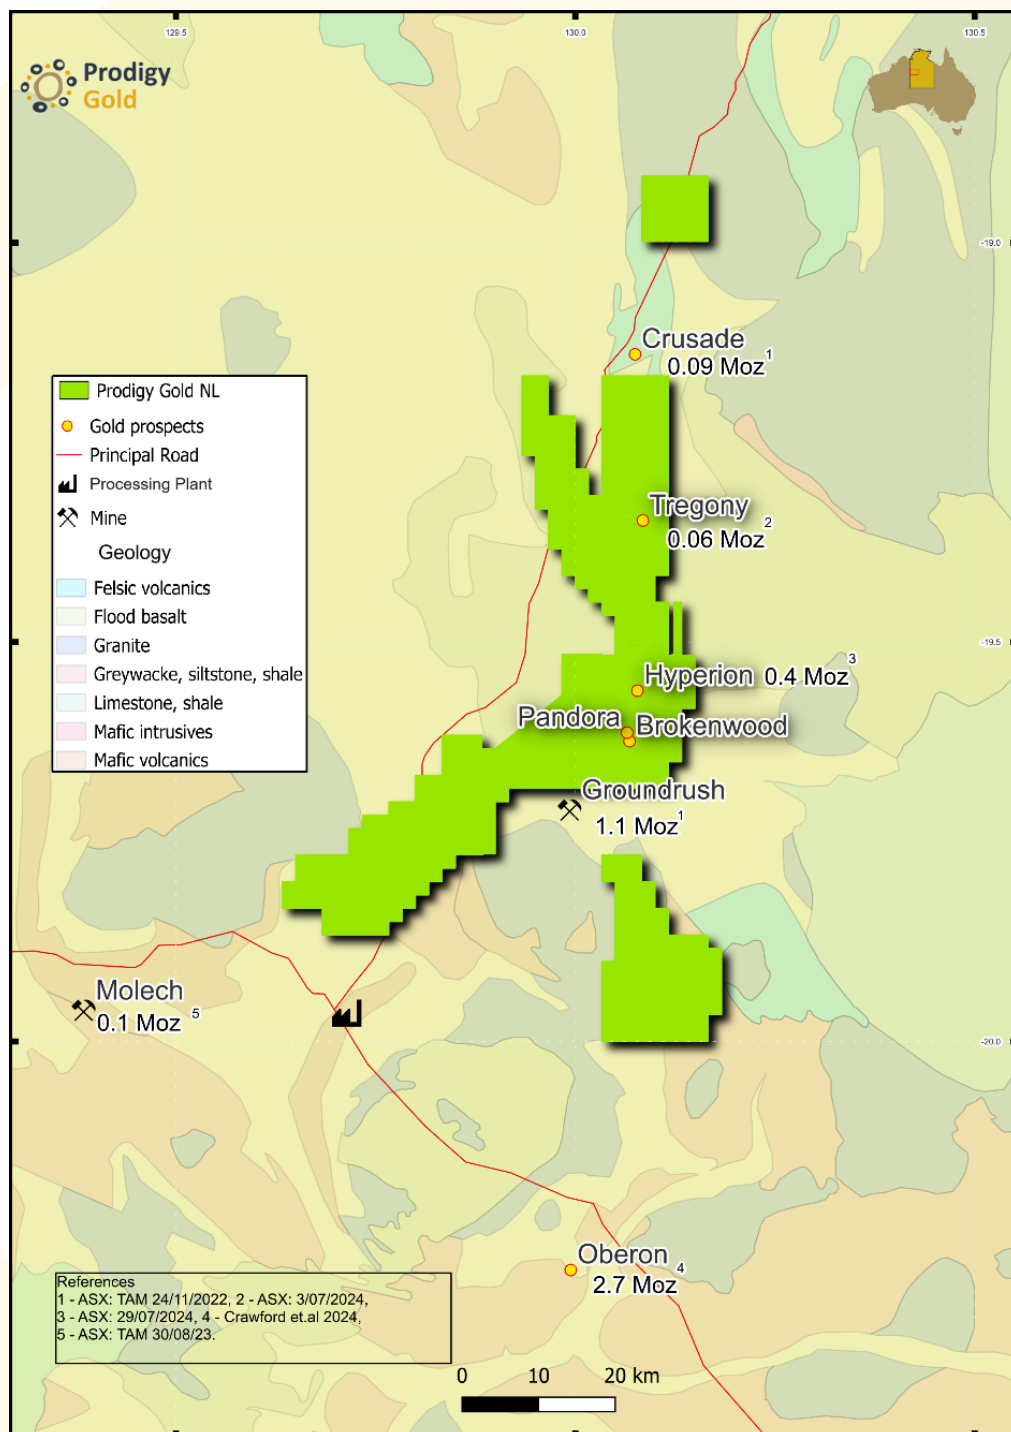 129.5
130.0
130.5
Prodigy
Gold
-19.0
Crusade
0.09 Moz 1
Prodigy Gold NL
Gold prospects
Principal Road
Processing Plant
Mine
Geology
Felsic volcanics
Flood basalt
Granite
Greywacke, siltstone, shale
Limestone, shale
Mafic intrusives
Mafic volcanics
Tregony
0.06 Moz 2
-19.5
Hyperion 0.4 Moz 3
Pandora
Brokenwood
Groundrush
1.1 Moz 1
Molech
0.1 Moz 5
-20.0
Oberon
2.7 Moz 4
References
1 - ASX: TAM 24/11/2022, 2 - ASX: 3/07/2024,
3 - ASX: 29/07/2024, 4 - Crawford et.al 2024,
5 - ASX: TAM 30/08/23.
0 10 20 km